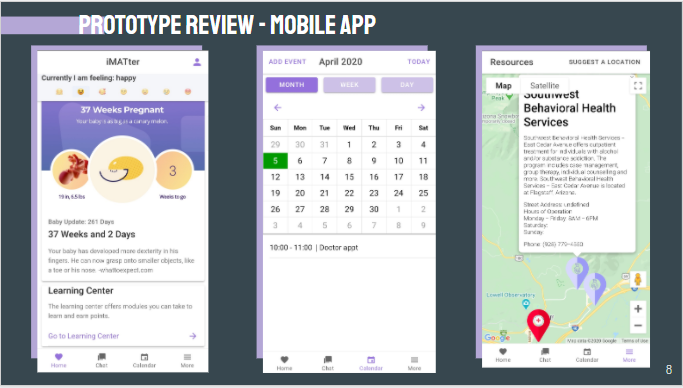 PROTOTYPE REVIEW - MOBILE APP
iMATter
Currently I am feeling: happy
37 Weeks Pregnant
Your baby is as big as a canary melon.
19 in, 5.5 lbs
3
Weeks to go
Baby Update: 261 Days
37 Weeks and 2 Days
Your baby has developed more dexterity in his
fingers. He can now grasp onto smaller objects, like
a toe or his nose. -whattoexpect.com
Learning Center
The learning center offers modules you can take to
learn and earn points.
Go to Learning Center
Home Chat Calendar More
ADD EVENT April 2020 TODAY
MONTH WEEK DAY
Sun Mon Tue Wed Thu Fri Sat
29 30 31 1 2 3 4
5 6 7 8 9 10 11
12 13 14 15 16 17 18
19 20 21 22 23 24 25
26 27 28 29 30 1 2
3 4 5 6 7 8 9
10:00 - 11:00 | Doctor appt
Home Chat Calendar More
Resources SUGGEST A LOCATION
Map Satellite
Southwest
Behavioral Health
Services
Southwest Behavioral Health Services -
East Cedar Avenue offers outpatient
treatment for individuals with alcohol
and/or substance addiction. The
program includes case management,
group therapy, individual counselling and
more. Southwest Behavioral Health
Services - East Cedar Avenue is located
at Flagstaff, Arizona.
Street Address: undefined
Hours of Operation
Monday - Friday: 8AM - 6PM
Saturday:
Sunday:
Phone: (928) 779-4550
Peak
Lowell Observatory
Google
Map data ©2020 Google Terms of Use
Home Chat Calendar More
8